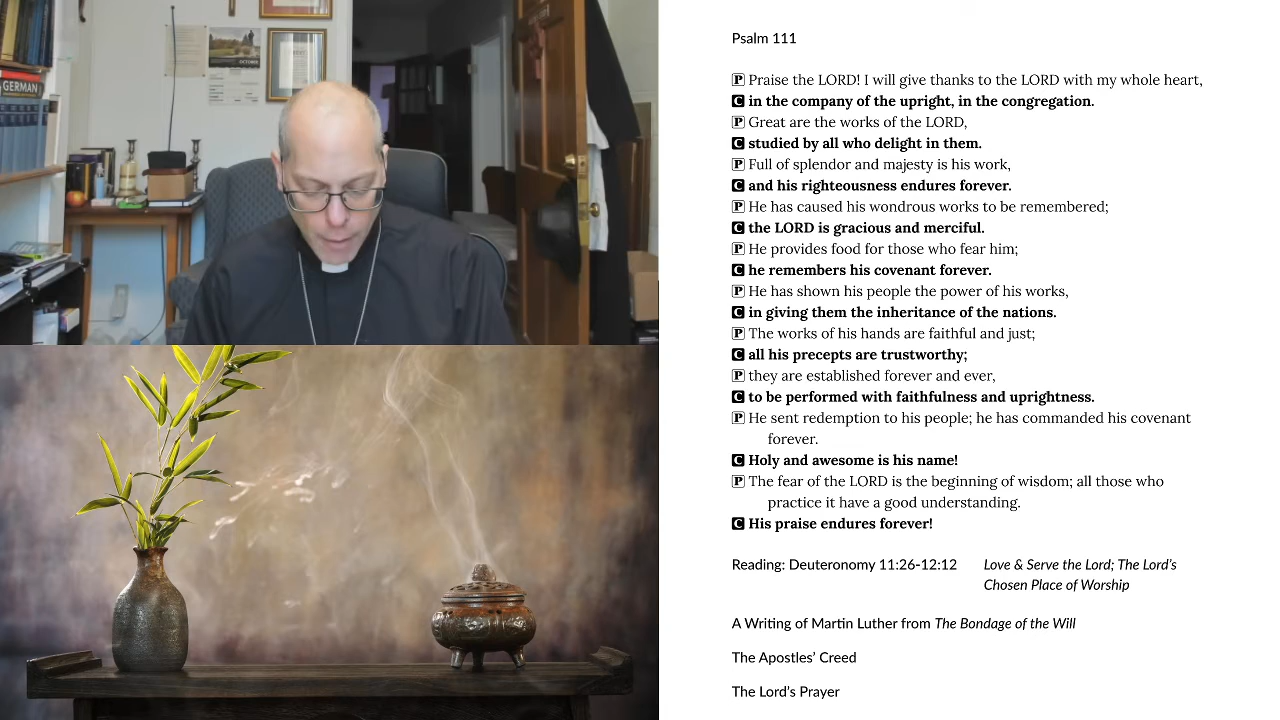 GERMAN
OCTOBER
Psalm 111
P Praise the LORD! I will give thanks to the LORD with my whole heart,
C in the company of the upright, in the congregation.
P Great are the works of the LORD,
C studied by all who delight in them.
P Full of splendor and majesty is his work,
C and his righteousness endures forever.
P He has caused his wondrous works to be remembered;
C the LORD is gracious and merciful.
P He provides food for those who fear him;
C he remembers his covenant forever.
P He has shown his people the power of his works,
C in giving them the inheritance of the nations.
P The works of his hands are faithful and just;
C all his precepts are trustworthy;
P they are established forever and ever,
C to be performed with faithfulness and uprightness.
P He sent redemption to his people; he has commanded his covenant
forever.
C Holy and awesome is his name!
P The fear of the LORD is the beginning of wisdom; all those who
practice it have a good understanding.
C His praise endures forever!
Reading: Deuteronomy 11:26-12:12 Love & Serve the Lord; The Lord's
Chosen Place of Worship
A Writing of Martin Luther from The Bondage of the Will
The Apostles' Creed
The Lord's Prayer